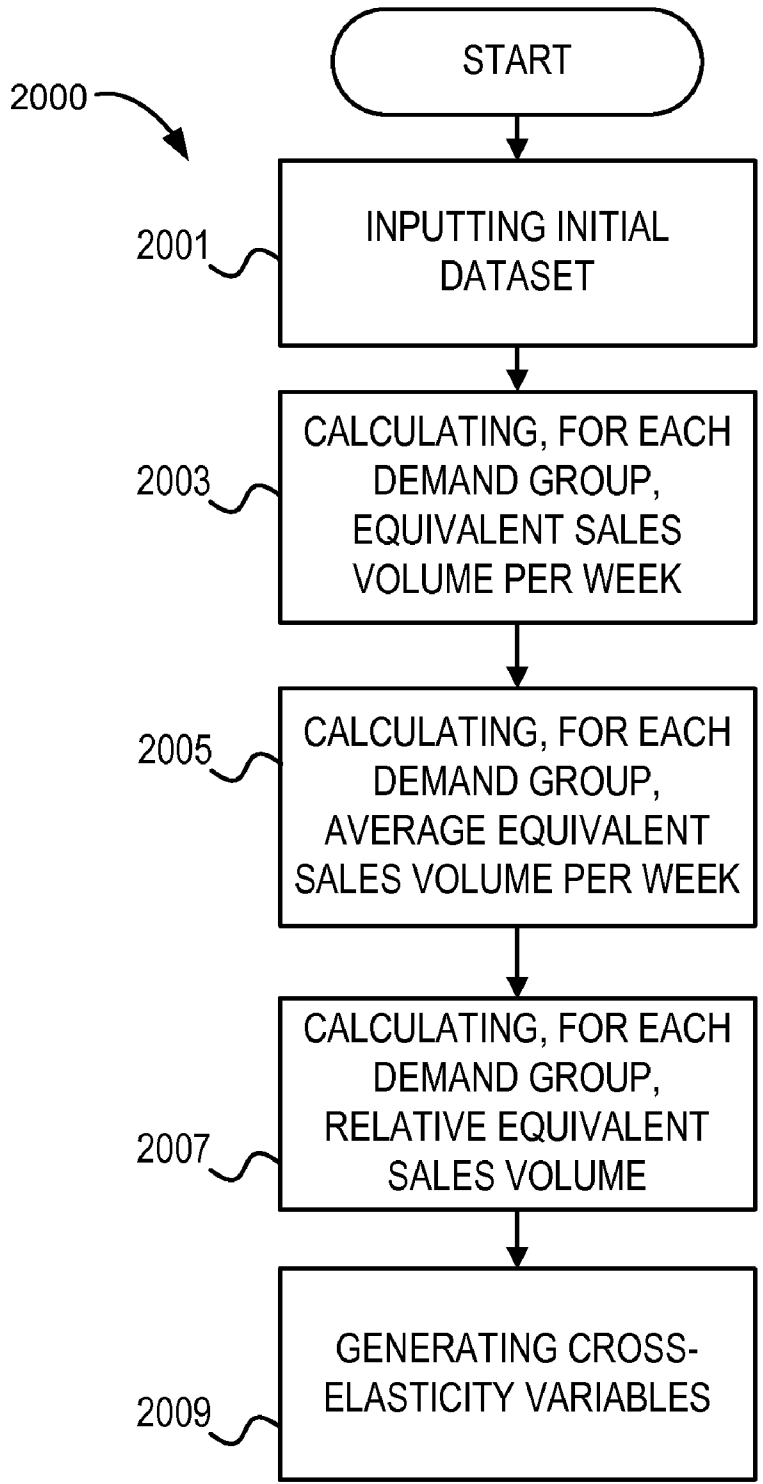 START
2000
2001
INPUTTING INITIAL
DATASET
2003
CALCULATING, FOR EACH
DEMAND GROUP,
EQUIVALENT SALES
VOLUME PER WEEK
2005
CALCULATING, FOR EACH
DEMAND GROUP,
AVERAGE EQUIVALENT
SALES VOLUME PER WEEK
2007
CALCULATING, FOR EACH
DEMAND GROUP,
RELATIVE EQUIVALENT
SALES VOLUME
2009
GENERATING CROSS-
ELASTICITY VARIABLES